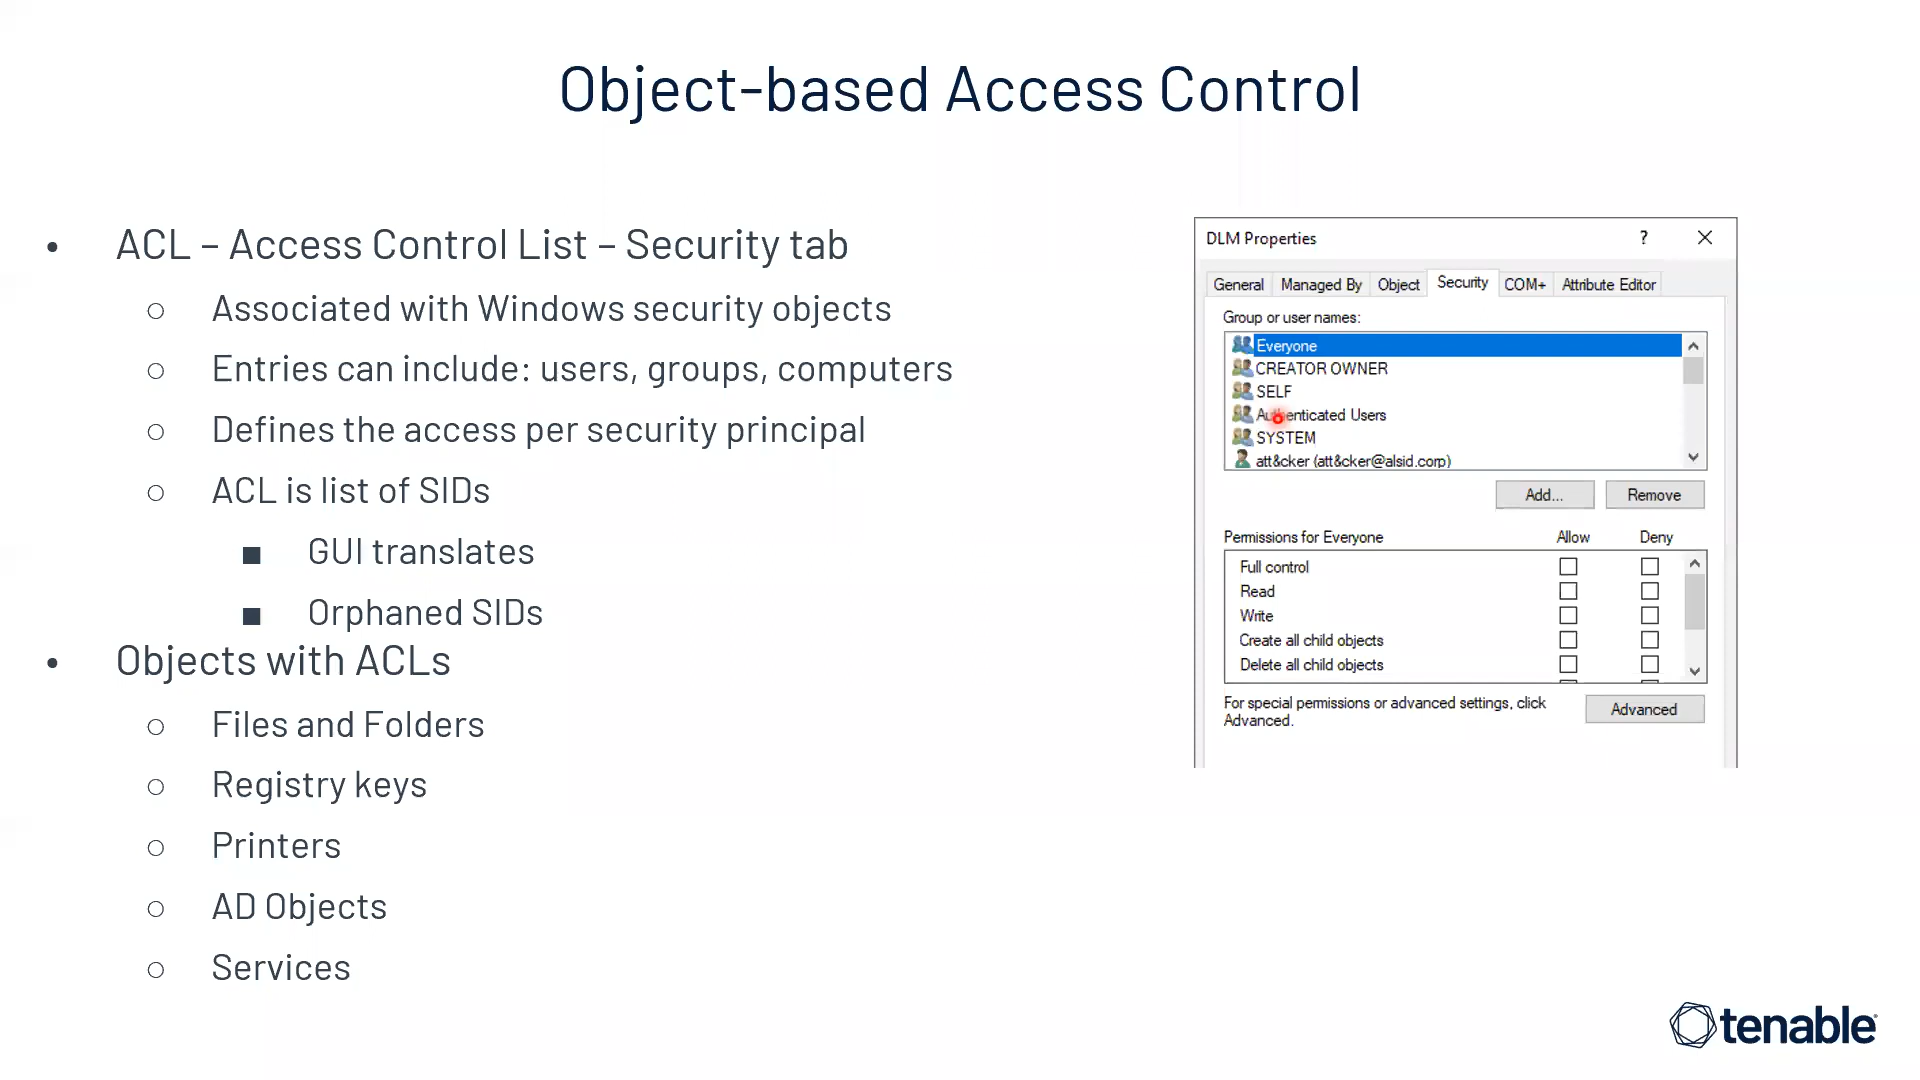 Object-based Access Control
• ACL – Access Control List – Security tab
○ Associated with Windows security objects
○ Entries can include: users, groups, computers
○ Defines the access per security principal
○ ACL is list of SIDs
■ GUI translates
■ Orphaned SIDs
• Objects with ACLs
○ Files and Folders
○ Registry keys
○ Printers
○ AD Objects
○ Services
DLM Properties ?
General Managed By Object Security COM+ Attribute Editor
Group or user names:
Everyone
CREATOR OWNER
SELF
Authenticated Users
SYSTEM
att&cker (att&cker@alsid.corp)
Add... Remove
Permissions for Everyone Allow Deny
Full control
Read
Write
Create all child objects
Delete all child objects
For special permissions or advanced settings, click
Advanced.
Advanced
tenable